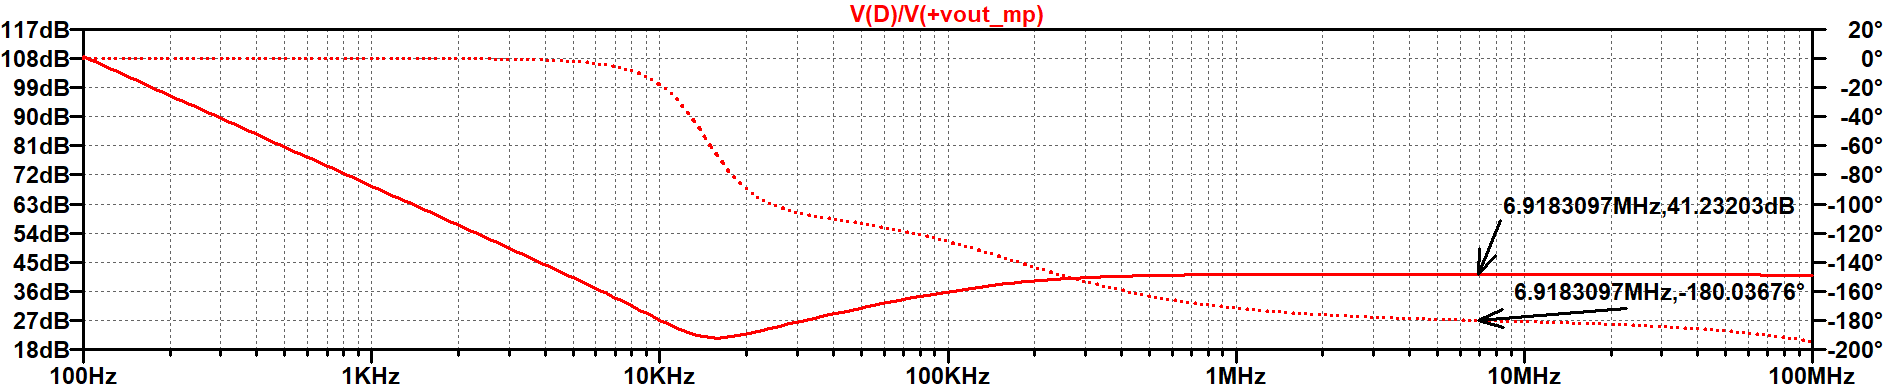 V(D)/V(+vout_mp)
117dB
108dB
99dB
90dB
81dB
72dB
63dB
54dB
45dB
36dB
27dB
18dB
20°
0°
-20°
-40°
-60°
-80°
-100°
-120°
-140°
-160°
-180°
-200°
6.9183097MHz,41.23203dB
6.9183097MHz,-180.03676°
100Hz
1KHz
10KHz
100KHz
1MHz
10MHz
100MHz